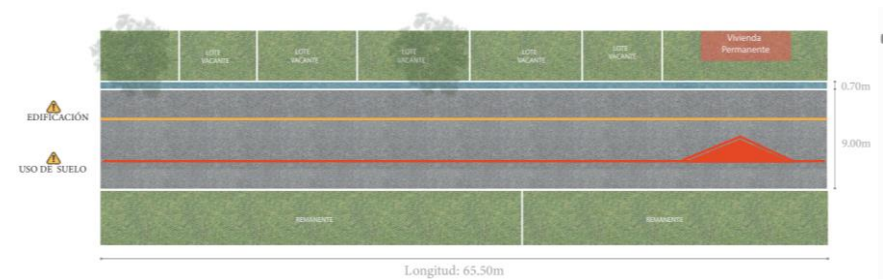 Vivienda
Permanente
LOTE
VACANTE
LOTE
VACANTE
LOTE
VACANTE
LOTE
VACANTE
LOTE
VACANTE
0.70m
EDIFICACIÓN
9.00m
USO DE SUELO
REMANENTE
REMANENTE
Longitud: 65.50m